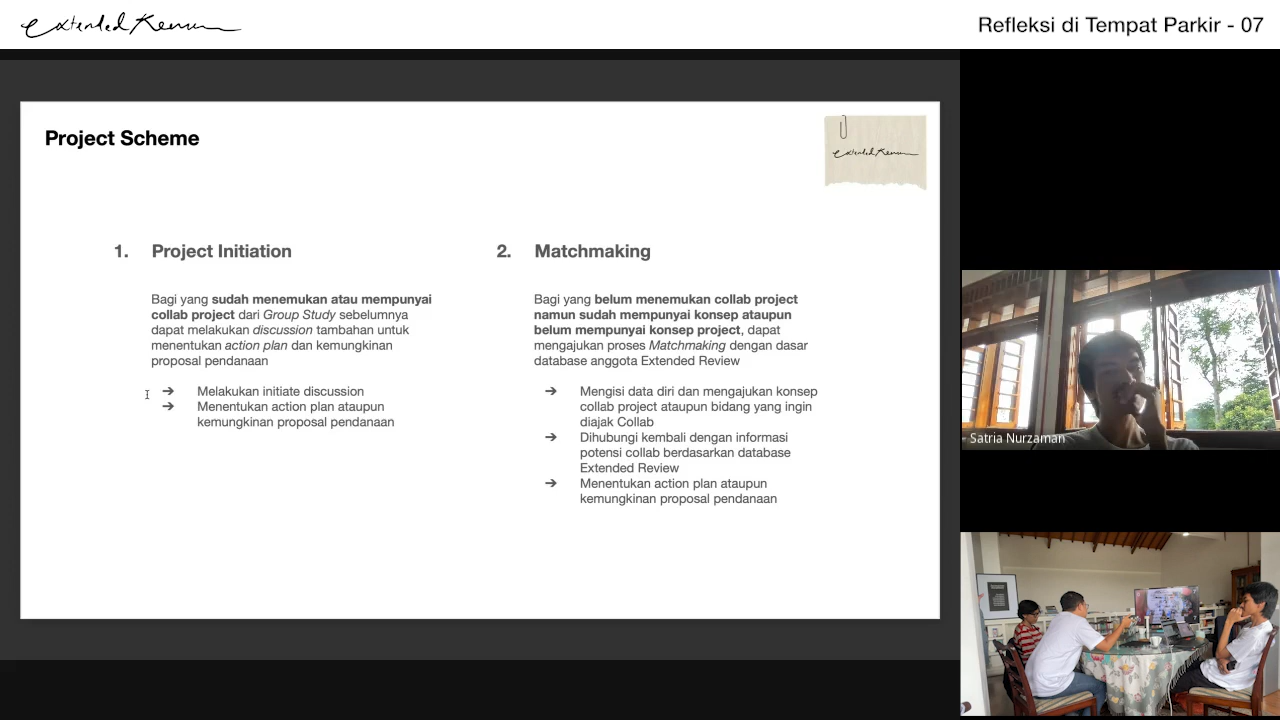 Extended Review
Refleksi di Tempat Parkir - 07
Project Scheme
Extended Review
1. Project Initiation
Bagi yang sudah menemukan atau mempunyai
collab project dari Group Study sebelumnya
dapat melakukan discussion tambahan untuk
menentukan action plan dan kemungkinan
proposal pendanaan
➔ Melakukan initiate discussion
➔ Menentukan action plan ataupun
kemungkinan proposal pendanaan
2. Matchmaking
Bagi yang belum menemukan collab project
namun sudah mempunyai konsep ataupun
belum mempunyai konsep project, dapat
mengajukan proses Matchmaking dengan dasar
database anggota Extended Review
➔ Mengisi data diri dan mengajukan konsep
collab project ataupun bidang yang ingin
diajak Collab
➔ Dihubungi kembali dengan informasi
potensi collab berdasarkan database
Extended Review
➔ Menentukan action plan ataupun
kemungkinan proposal pendanaan
Satria Nurzaman